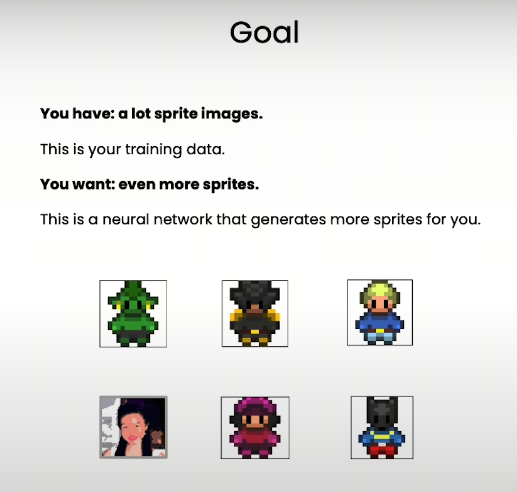 Goal
You have: a lot sprite images.
This is your training data.
You want: even more sprites.
This is a neural network that generates more sprites for you.